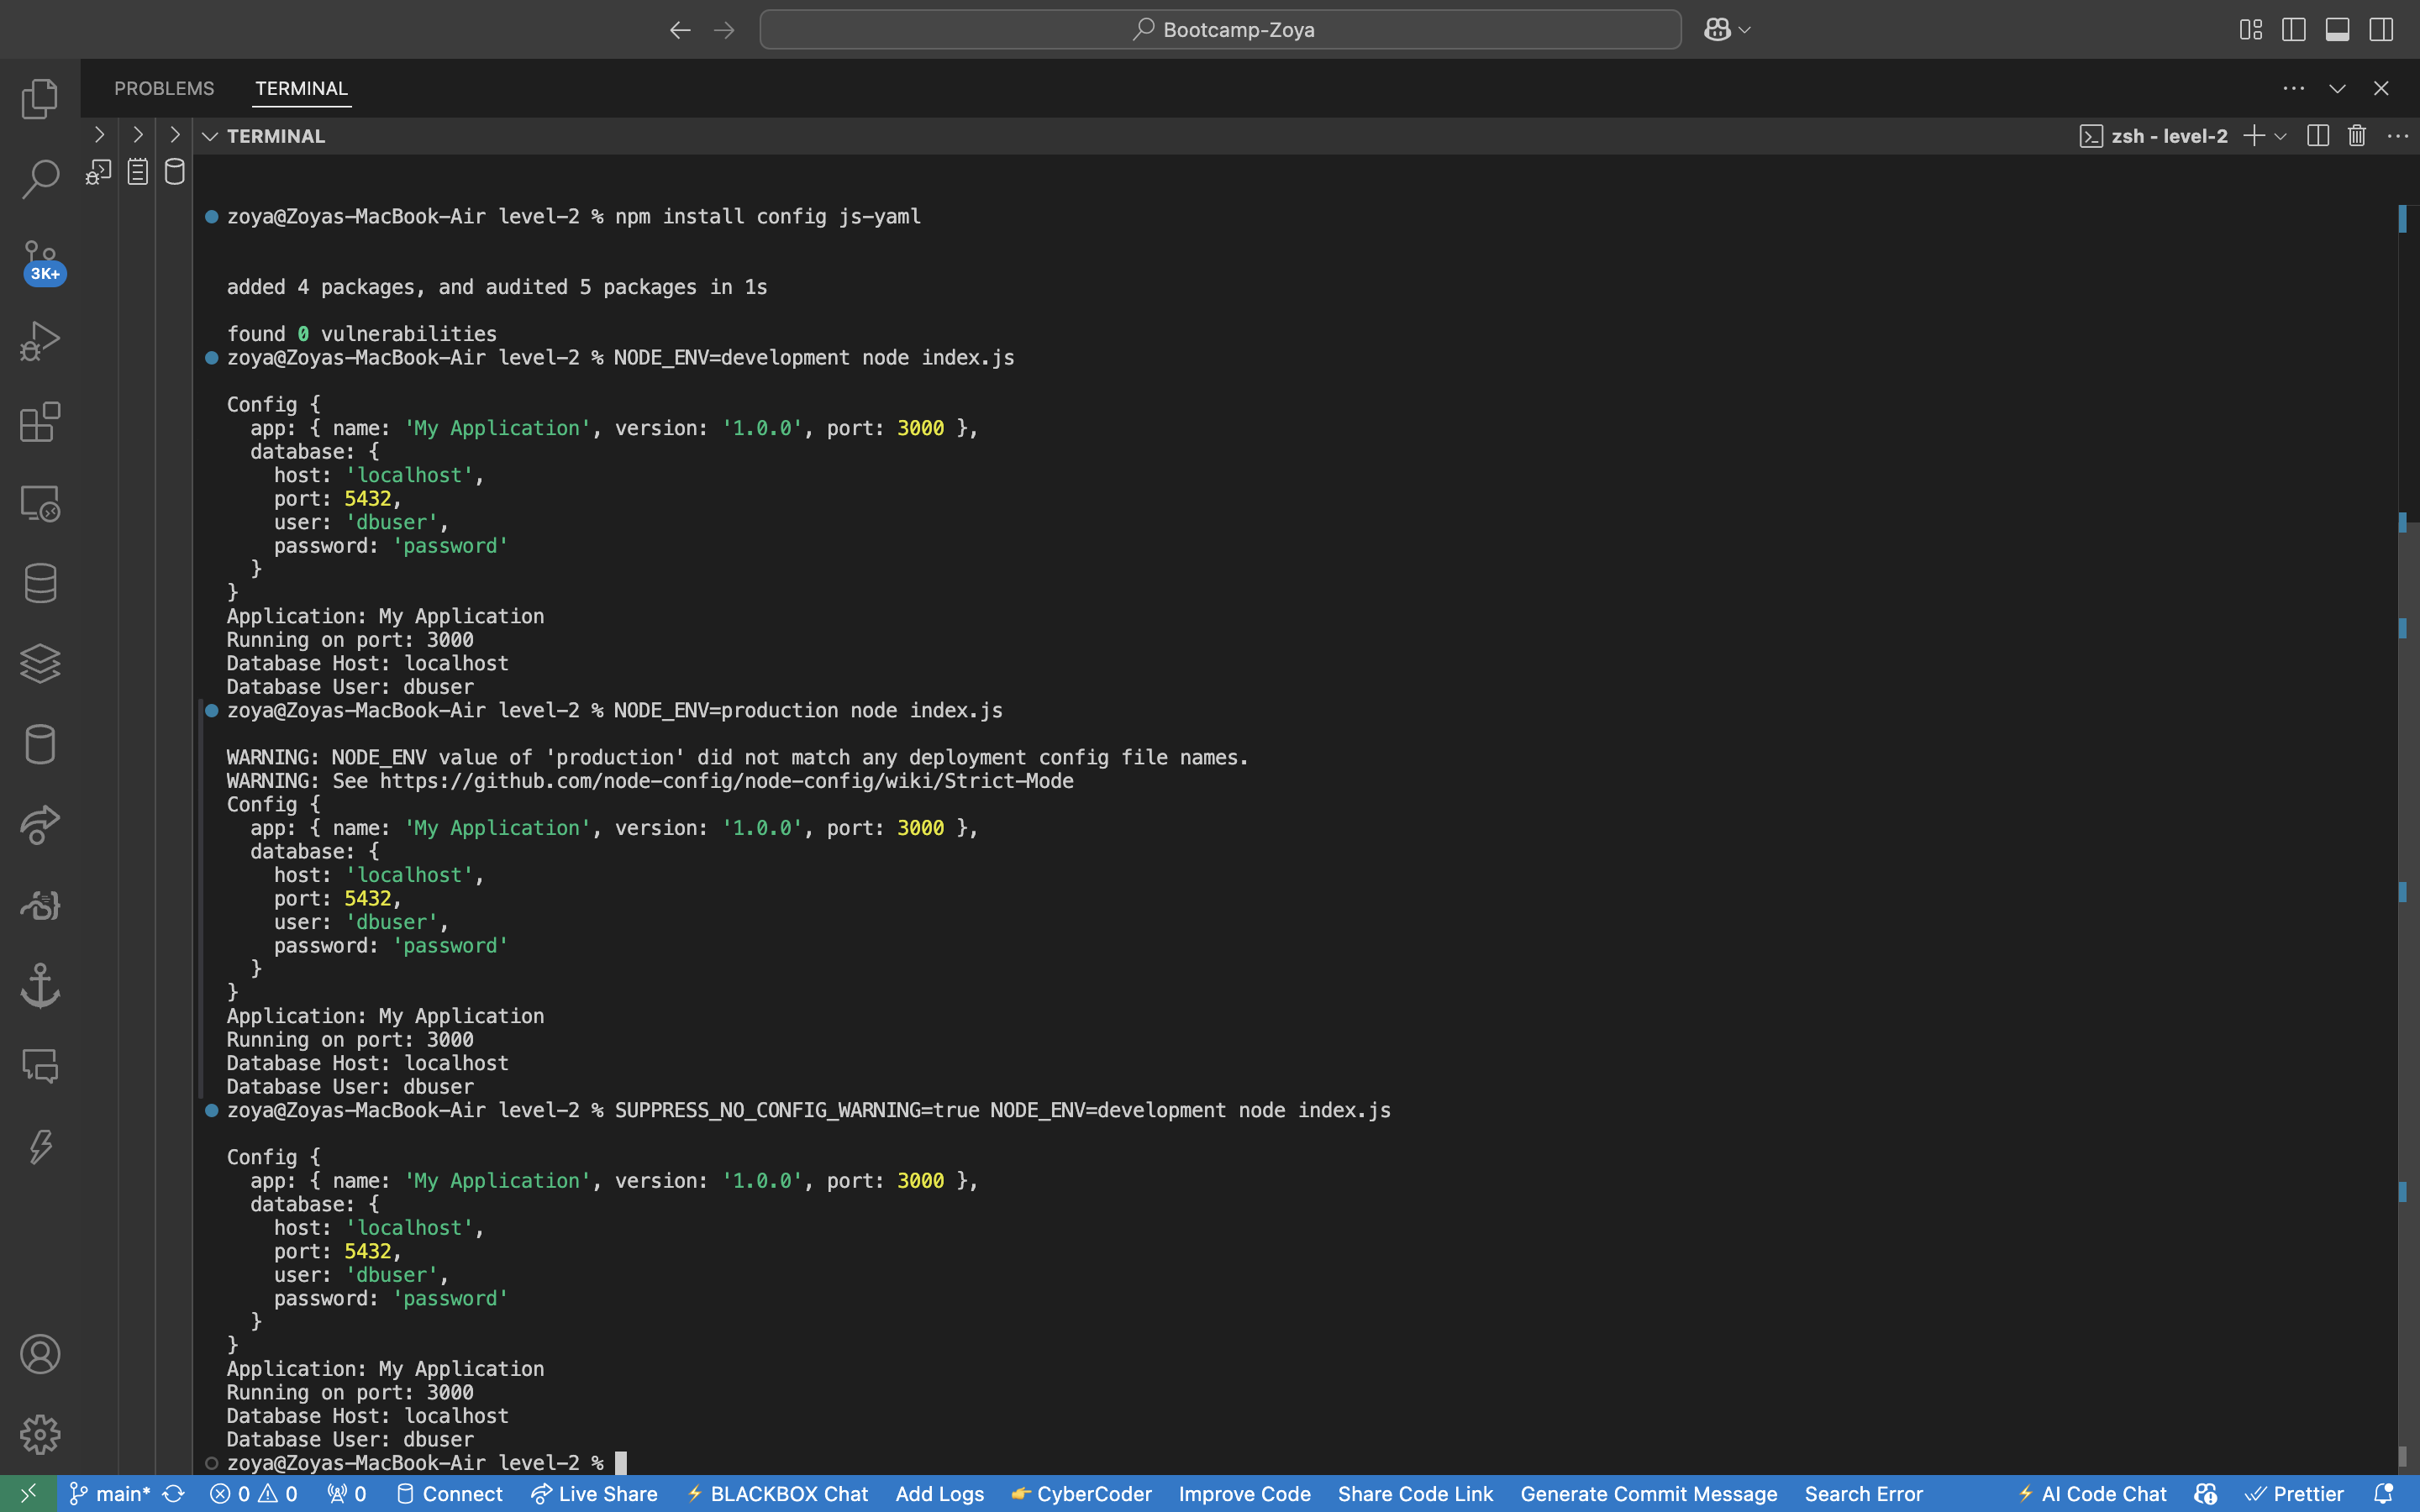 Bootcamp-Zoya
PROBLEMS TERMINAL
TERMINAL
zsh - level-2
3K+
zoya@Zoyas-MacBook-Air level-2 % npm install config js-yaml
added 4 packages, and audited 5 packages in 1s
found 0 vulnerabilities
zoya@Zoyas-MacBook-Air level-2 % NODE_ENV=development node index.js
Config {
  app: { name: 'My Application', version: '1.0.0', port: 3000 },
  database: {
    host: 'localhost',
    port: 5432,
    user: 'dbuser',
    password: 'password'
  }
}
Application: My Application
Running on port: 3000
Database Host: localhost
Database User: dbuser
zoya@Zoyas-MacBook-Air level-2 % NODE_ENV=production node index.js
WARNING: NODE_ENV value of 'production' did not match any deployment config file names.
WARNING: See https://github.com/node-config/node-config/wiki/Strict-Mode
Config {
  app: { name: 'My Application', version: '1.0.0', port: 3000 },
  database: {
    host: 'localhost',
    port: 5432,
    user: 'dbuser',
    password: 'password'
  }
}
Application: My Application
Running on port: 3000
Database Host: localhost
Database User: dbuser
zoya@Zoyas-MacBook-Air level-2 % SUPPRESS_NO_CONFIG_WARNING=true NODE_ENV=development node index.js
Config {
  app: { name: 'My Application', version: '1.0.0', port: 3000 },
  database: {
    host: 'localhost',
    port: 5432,
    user: 'dbuser',
    password: 'password'
  }
}
Application: My Application
Running on port: 3000
Database Host: localhost
Database User: dbuser
zoya@Zoyas-MacBook-Air level-2 %
main* 0 0 0 Connect Live Share BLACKBOX Chat Add Logs CyberCoder Improve Code Share Code Link Generate Commit Message Search Error AI Code Chat Prettier